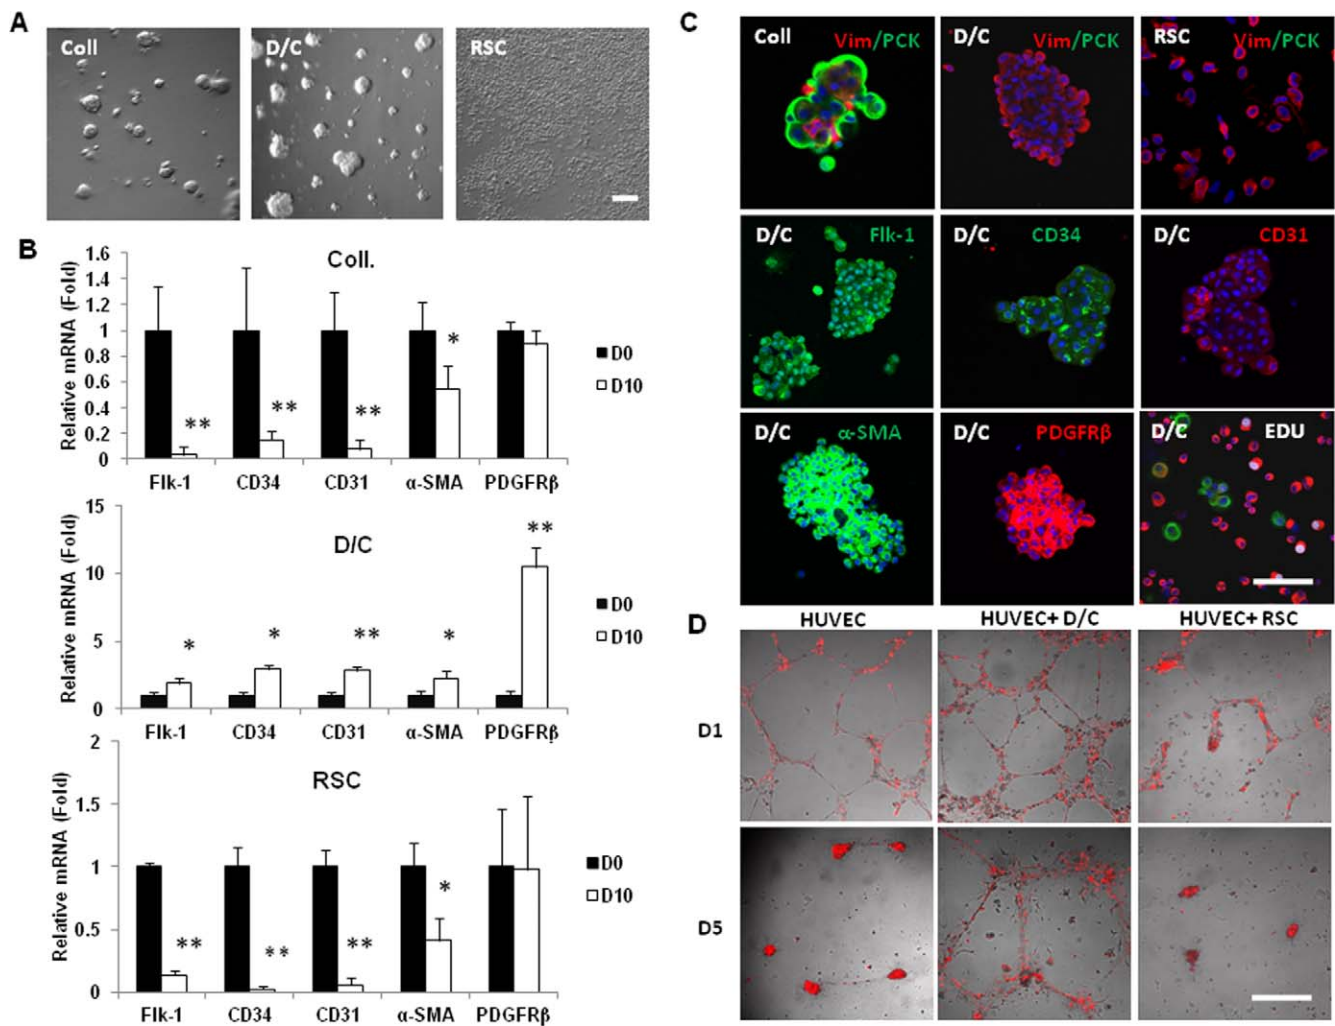 A
Coll
D/C
RSC
B
Relative mRNA (Fold)
1.6
1.4
1.2
1
0.8
0.6
0.4
0.2
0
Coll.
**
**
**
*
D0
D10
Flk-1 CD34 CD31 α-SMA PDGFRβ
Relative mRNA (Fold)
15
10
5
0
D/C
*
*
**
*
**
D0
D10
Flk-1 CD34 CD31 α-SMA PDGFRβ
Relative mRNA (Fold)
2
1.5
1
0.5
0
RSC
**
**
**
*
D0
D10
Flk-1 CD34 CD31 α-SMA PDGFRβ
C
Coll Vim/PCK
D/C Vim/PCK
RSC Vim/PCK
D/C Flk-1
D/C CD34
D/C CD31
D/C α-SMA
D/C PDGFRβ
D/C EDU
D
HUVEC HUVEC+ D/C HUVEC+ RSC
D1
D5